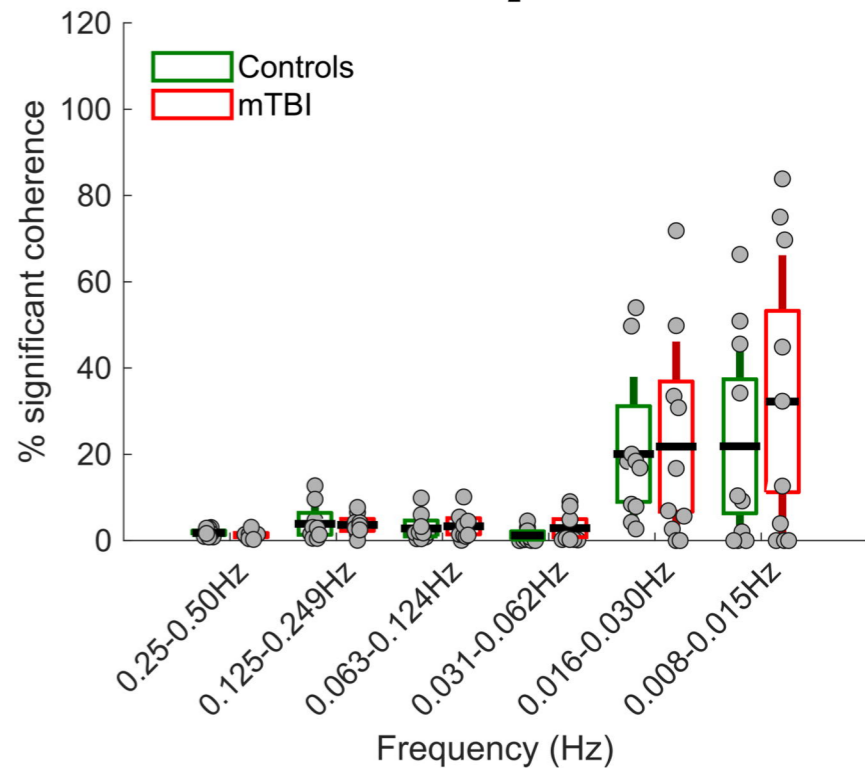 120
100
80
60
40
20
0
% significant coherence
Controls
mTBI
0.25-0.50Hz
0.125-0.249Hz
0.063-0.124Hz
0.031-0.062Hz
0.016-0.030Hz
0.008-0.015Hz
Frequency (Hz)